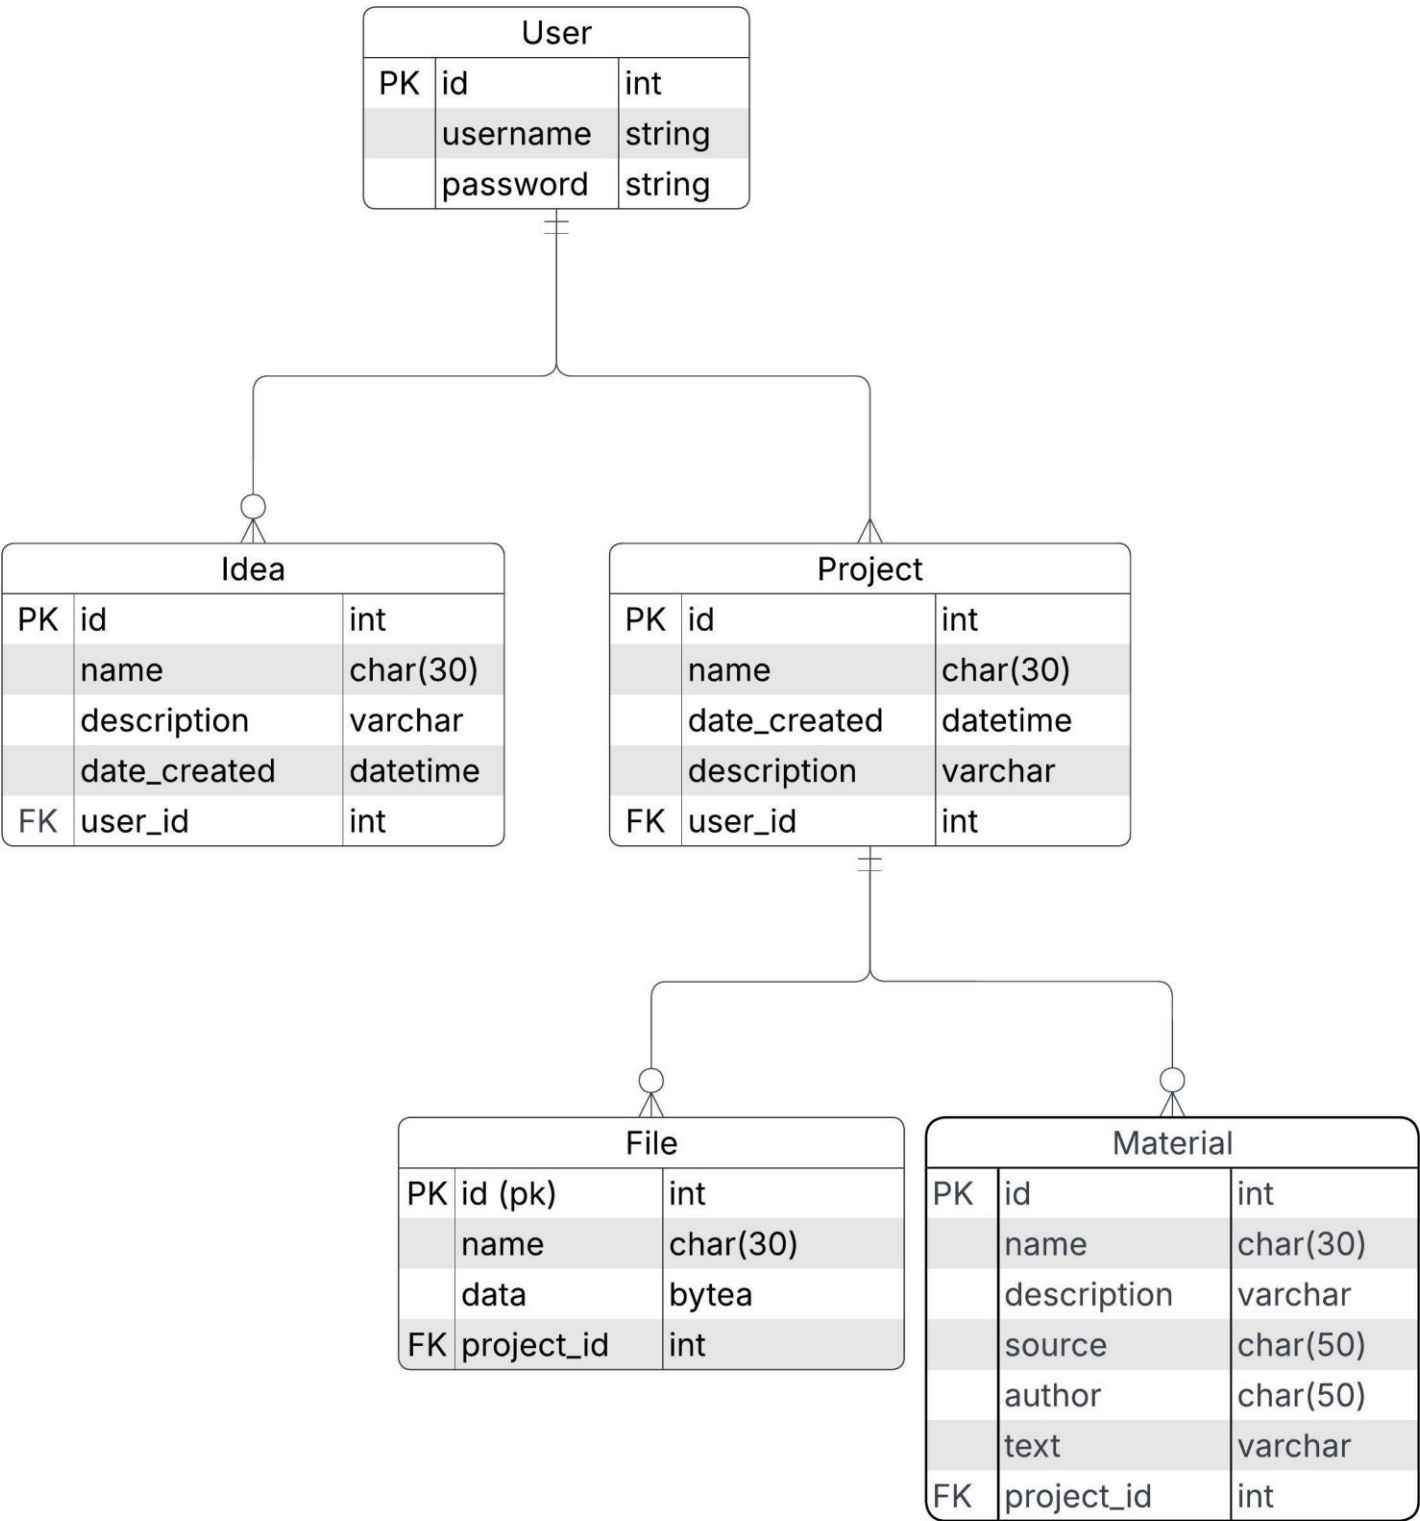 User
PK id int
username string
password string
Idea
PK id int
name char(30)
description varchar
date_created datetime
FK user_id int
Project
PK id int
name char(30)
date_created datetime
description varchar
FK user_id int
File
PK id (pk) int
name char(30)
data bytea
FK project_id int
Material
PK id int
name char(30)
description varchar
source char(50)
author char(50)
text varchar
FK project_id int